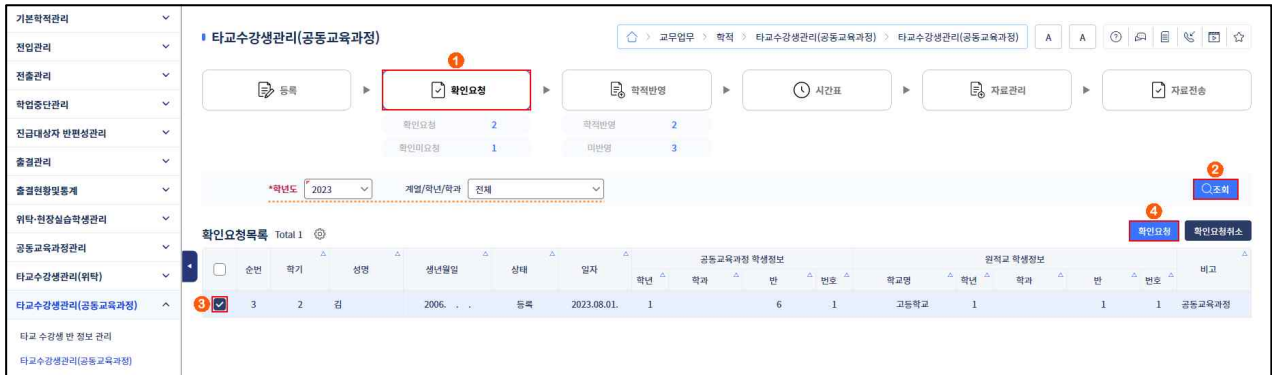 기본학적관리
전입관리
전출관리
학업중단관리
진급대상자 반편성관리
출결관리
출결현황및통계
위탁·현장실습학생관리
공동교육과정관리
타교수강생관리(위탁)
타교수강생관리(공동교육과정)
타교 수강생 반 정보 관리
타교수강생관리(공동교육과정)
타교수강생관리(공동교육과정)
교무업무 > 학적 > 타교수강생관리(공동교육과정) > 타교수강생관리(공동교육과정)
A A
1
등록 ▶ 확인요청 ▶ 학적반영 ▶ 시간표 ▶ 자료관리 ▶ 자료전송
확인요청 2 학적반영 2
확인미요청 1 미반영 3
2
*학년도 2023 계열/학년/학과 전체 조회
4
확인요청목록 Total 1 확인요청 확인요청취소
순번 학기 성명 생년월일 상태 일자 공동교육과정 학생정보 원적교 학생정보 비고
학년 학과 반 번호 학교명 학년 학과 반 번호
3 3 2 김 2006. . . 등록 2023.08.01. 1 6 1 고등학교 1 1 1 공동교육과정